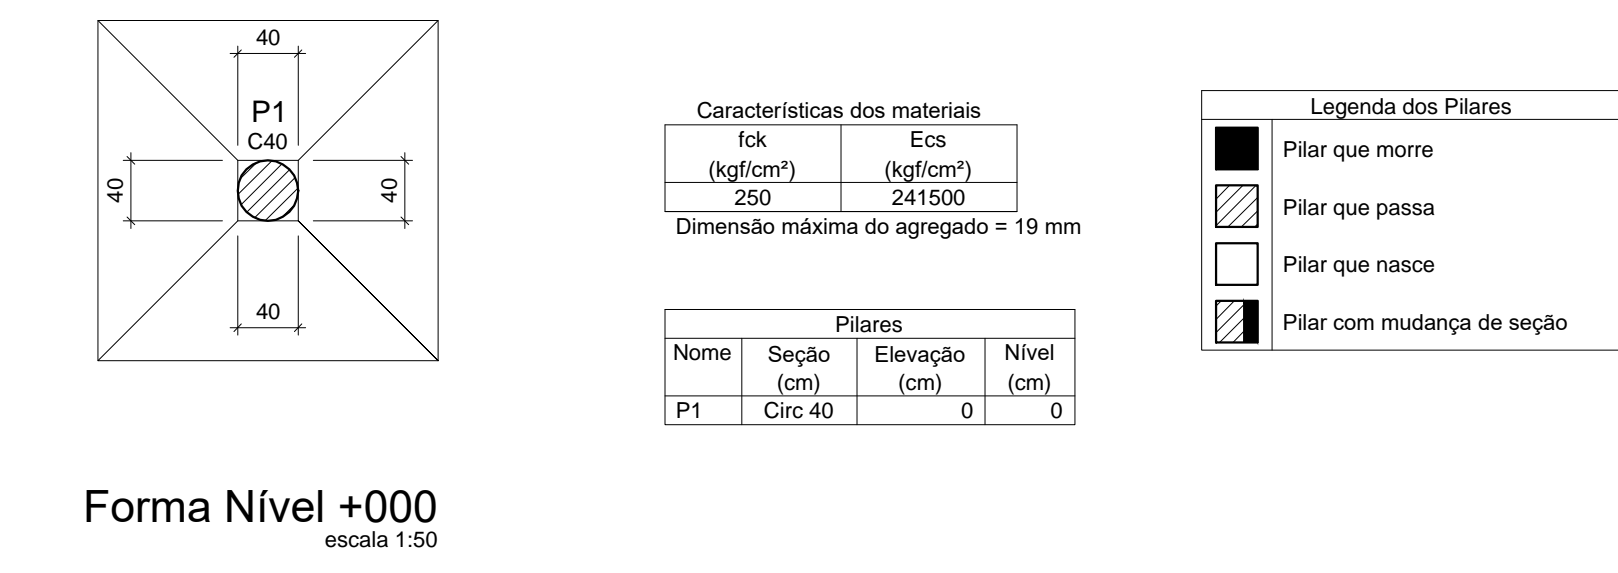 40
P1
C40
40
40
40
Forma Nível +000
escala 1:50
Características dos materiais
fck Ecs
(kgf/cm²) (kgf/cm²)
250 241500
Dimensão máxima do agregado = 19 mm
Pilares
Nome Seção Elevação Nível
(cm) (cm) (cm)
P1 Circ 40 0 0
Legenda dos Pilares
Pilar que morre
Pilar que passa
Pilar que nasce
Pilar com mudança de seção